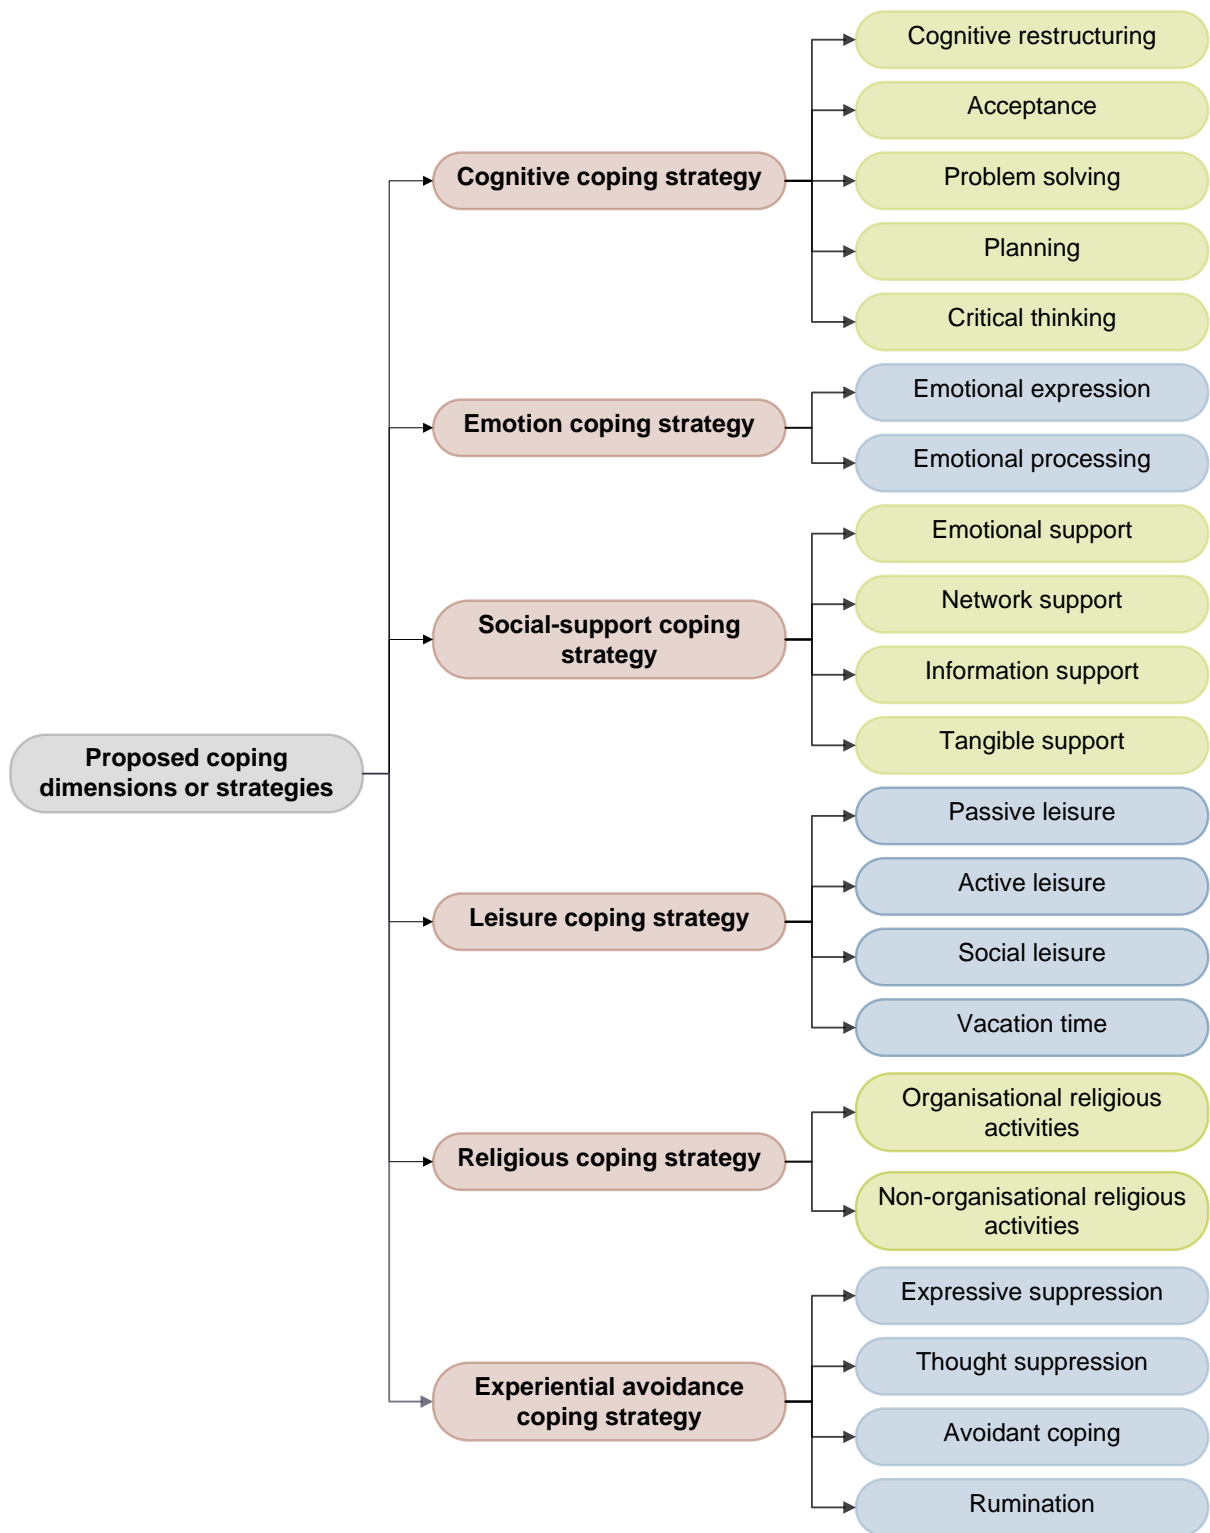 Proposed coping
dimensions or strategies
Cognitive coping strategy
Cognitive restructuring
Acceptance
Problem solving
Planning
Critical thinking
Emotion coping strategy
Emotional expression
Emotional processing
Social-support coping
strategy
Emotional support
Network support
Information support
Tangible support
Leisure coping strategy
Passive leisure
Active leisure
Social leisure
Vacation time
Religious coping strategy
Organisational religious
activities
Non-organisational religious
activities
Experiential avoidance
coping strategy
Expressive suppression
Thought suppression
Avoidant coping
Rumination